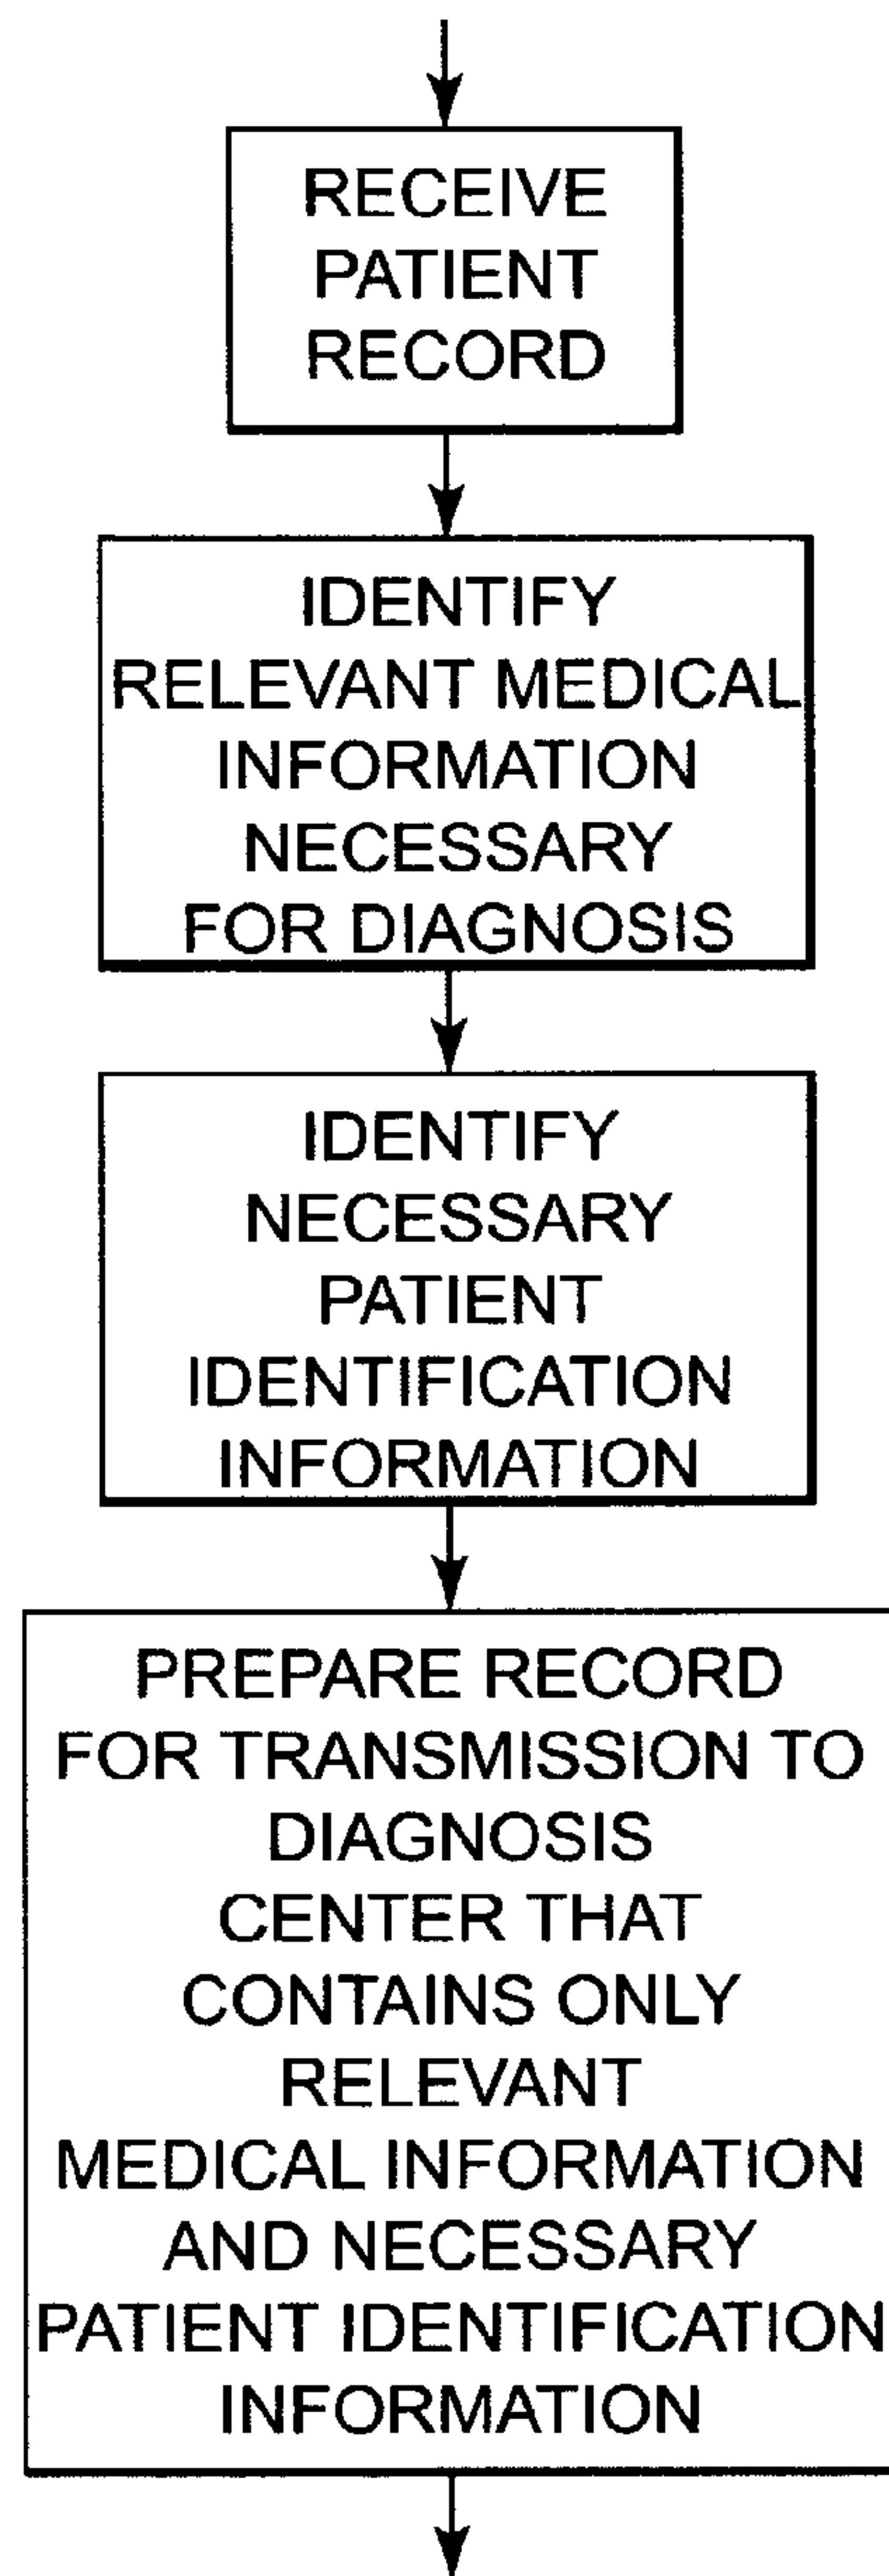 RECEIVE
PATIENT
RECORD
IDENTIFY
RELEVANT MEDICAL
INFORMATION
NECESSARY
FOR DIAGNOSIS
IDENTIFY
NECESSARY
PATIENT
IDENTIFICATION
INFORMATION
PREPARE RECORD
FOR TRANSMISSION TO
DIAGNOSIS
CENTER THAT
CONTAINS ONLY
RELEVANT
MEDICAL INFORMATION
AND NECESSARY
PATIENT IDENTIFICATION
INFORMATION